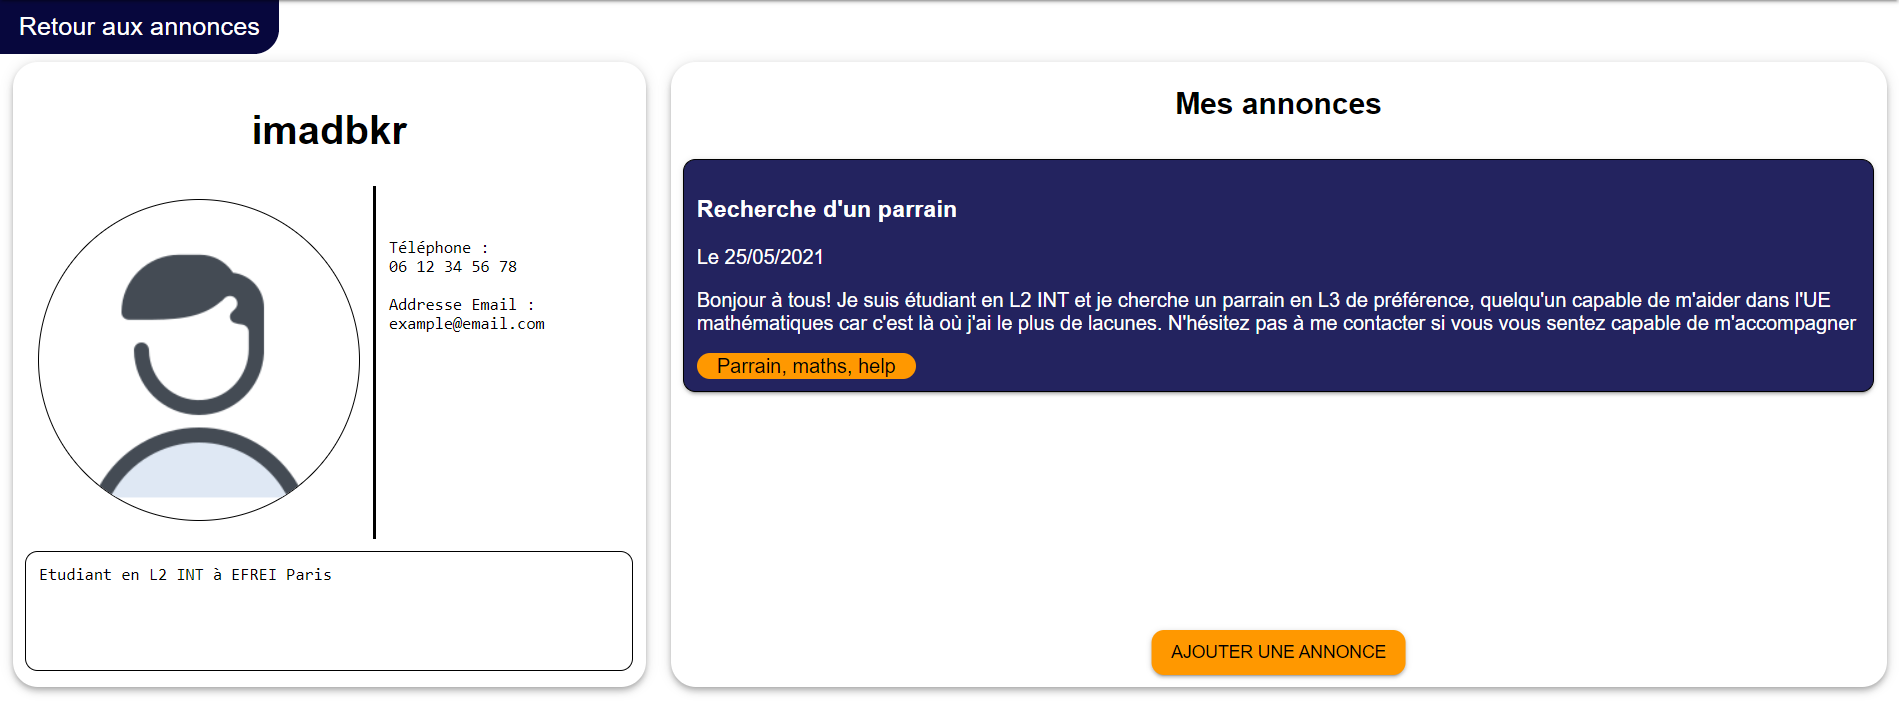 Retour aux annonces
imadbkr
Téléphone :
06 12 34 56 78
Addresse Email :
example@email.com
Etudiant en L2 INT à EFREI Paris
Mes annonces
Recherche d'un parrain
Le 25/05/2021
Bonjour à tous! Je suis étudiant en L2 INT et je cherche un parrain en L3 de préférence, quelqu'un capable de m'aider dans l'UE
mathématiques car c'est là où j'ai le plus de lacunes. N'hésitez pas à me contacter si vous vous sentez capable de m'accompagner
Parrain, maths, help
AJOUTER UNE ANNONCE